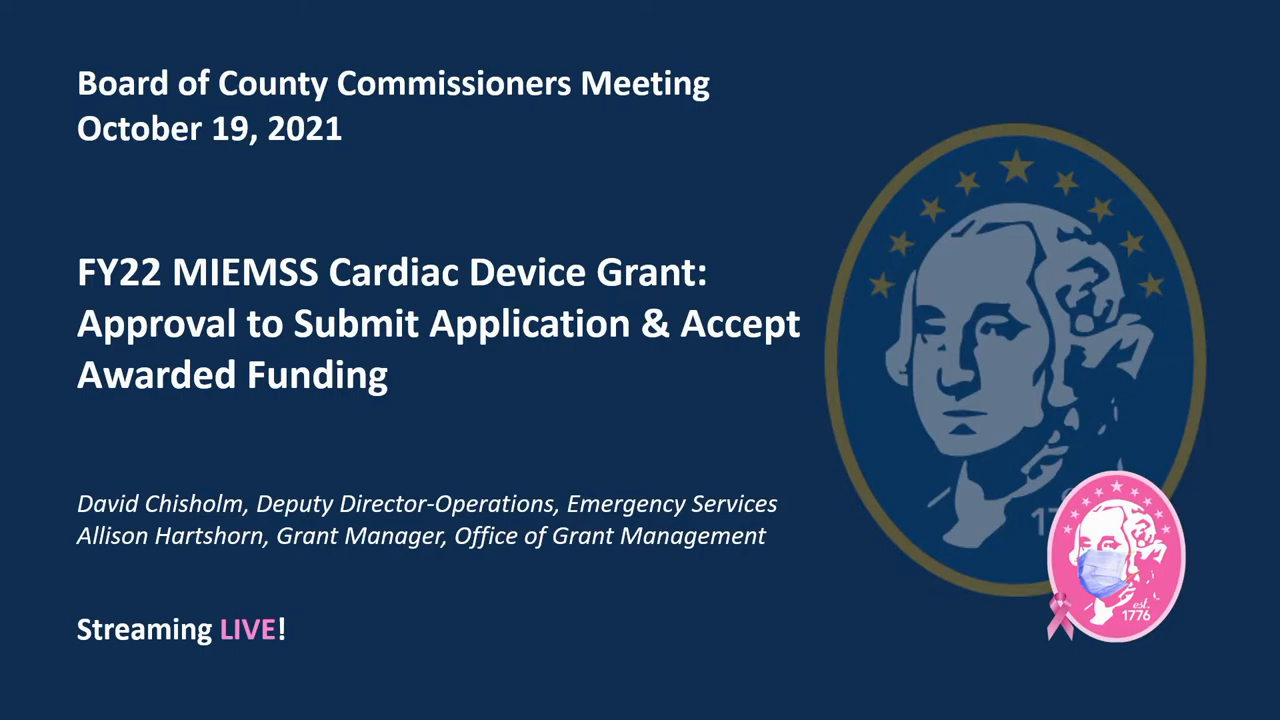 Board of County Commissioners Meeting
October 19, 2021
FY22 MIEMSS Cardiac Device Grant:
Approval to Submit Application & Accept
Awarded Funding
David Chisholm, Deputy Director-Operations, Emergency Services
Allison Hartshorn, Grant Manager, Office of Grant Management
Streaming LIVE!
est.
1776